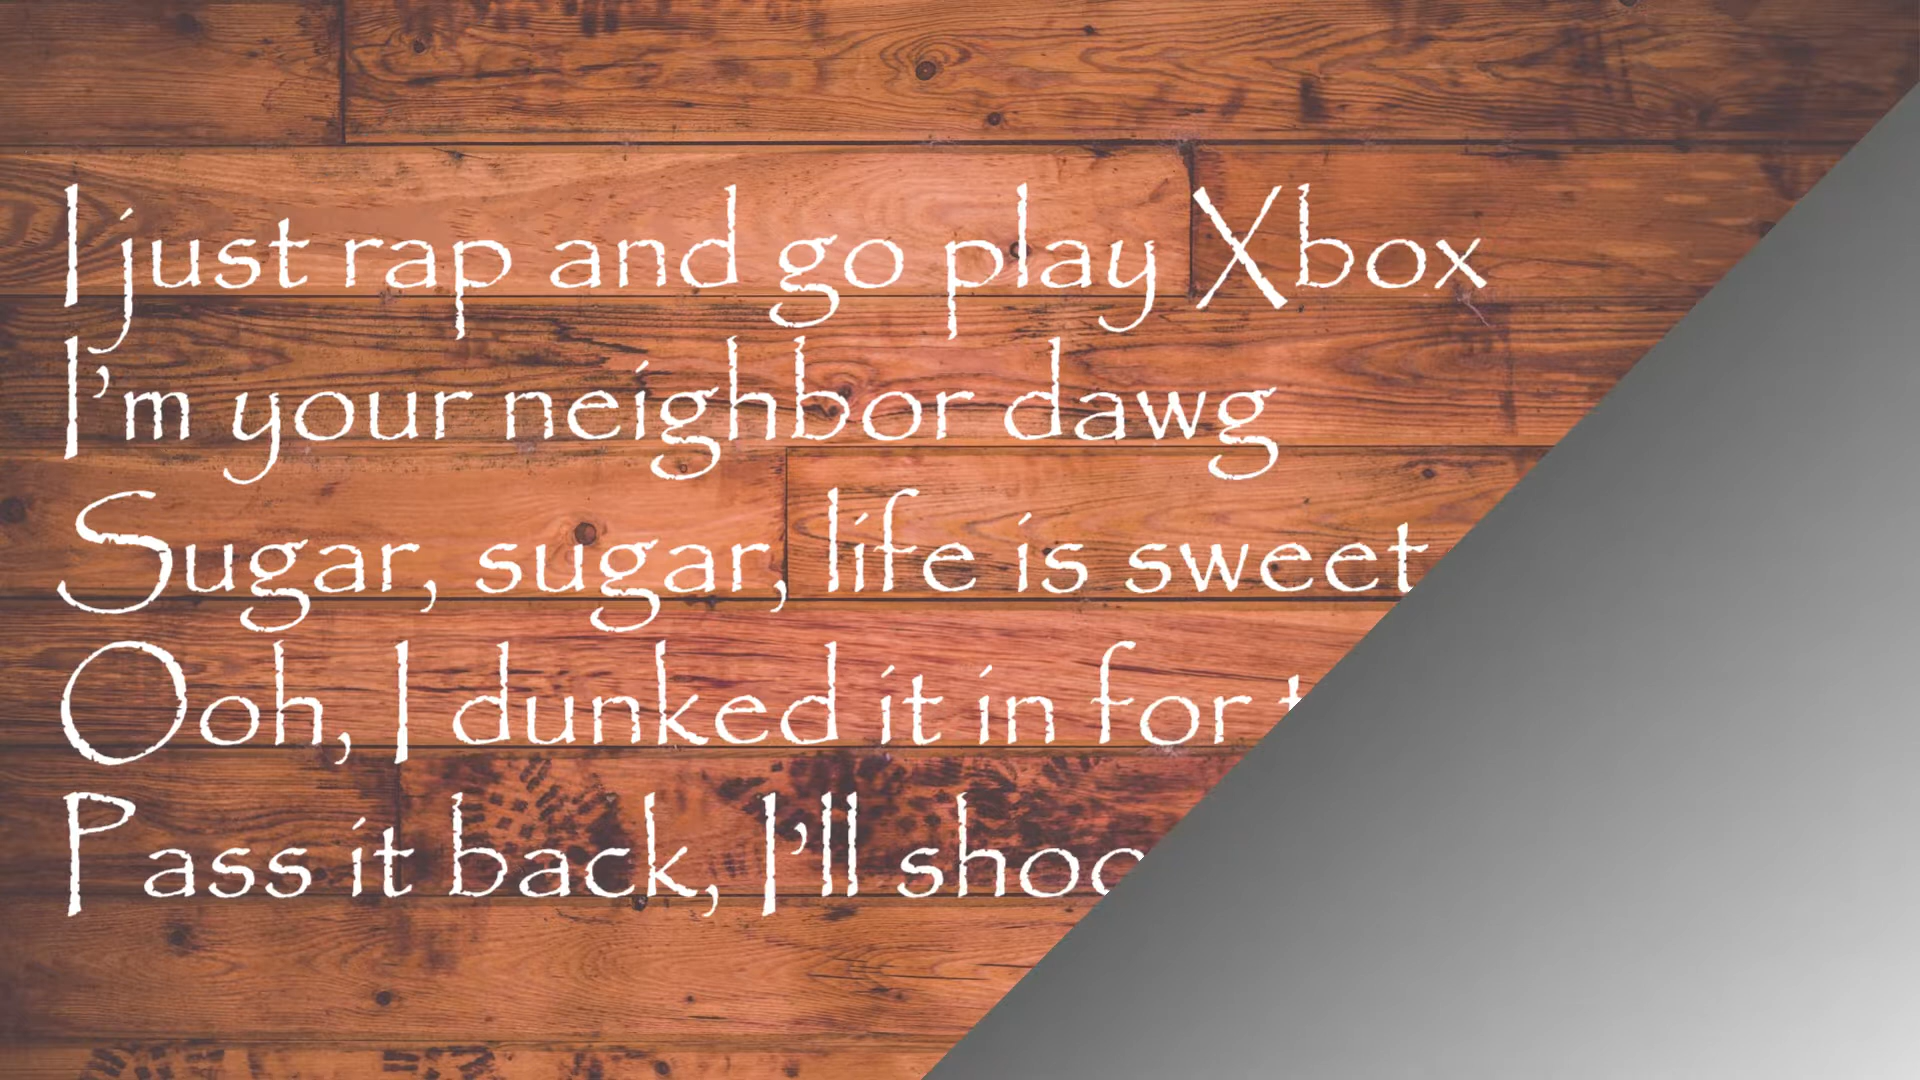 I just rap and go play Xbox
I'm your neighbor dawg
Sugar, sugar, life is sweet
Ooh, I dunked it in for
Pass it back, I'll